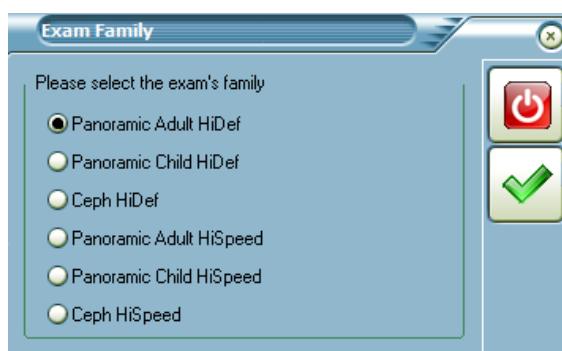 Exam Family
Please select the exam's family
Panoramic Adult HiDef
Panoramic Child HiDef
Ceph HiDef
Panoramic Adult HiSpeed
Panoramic Child HiSpeed
Ceph HiSpeed